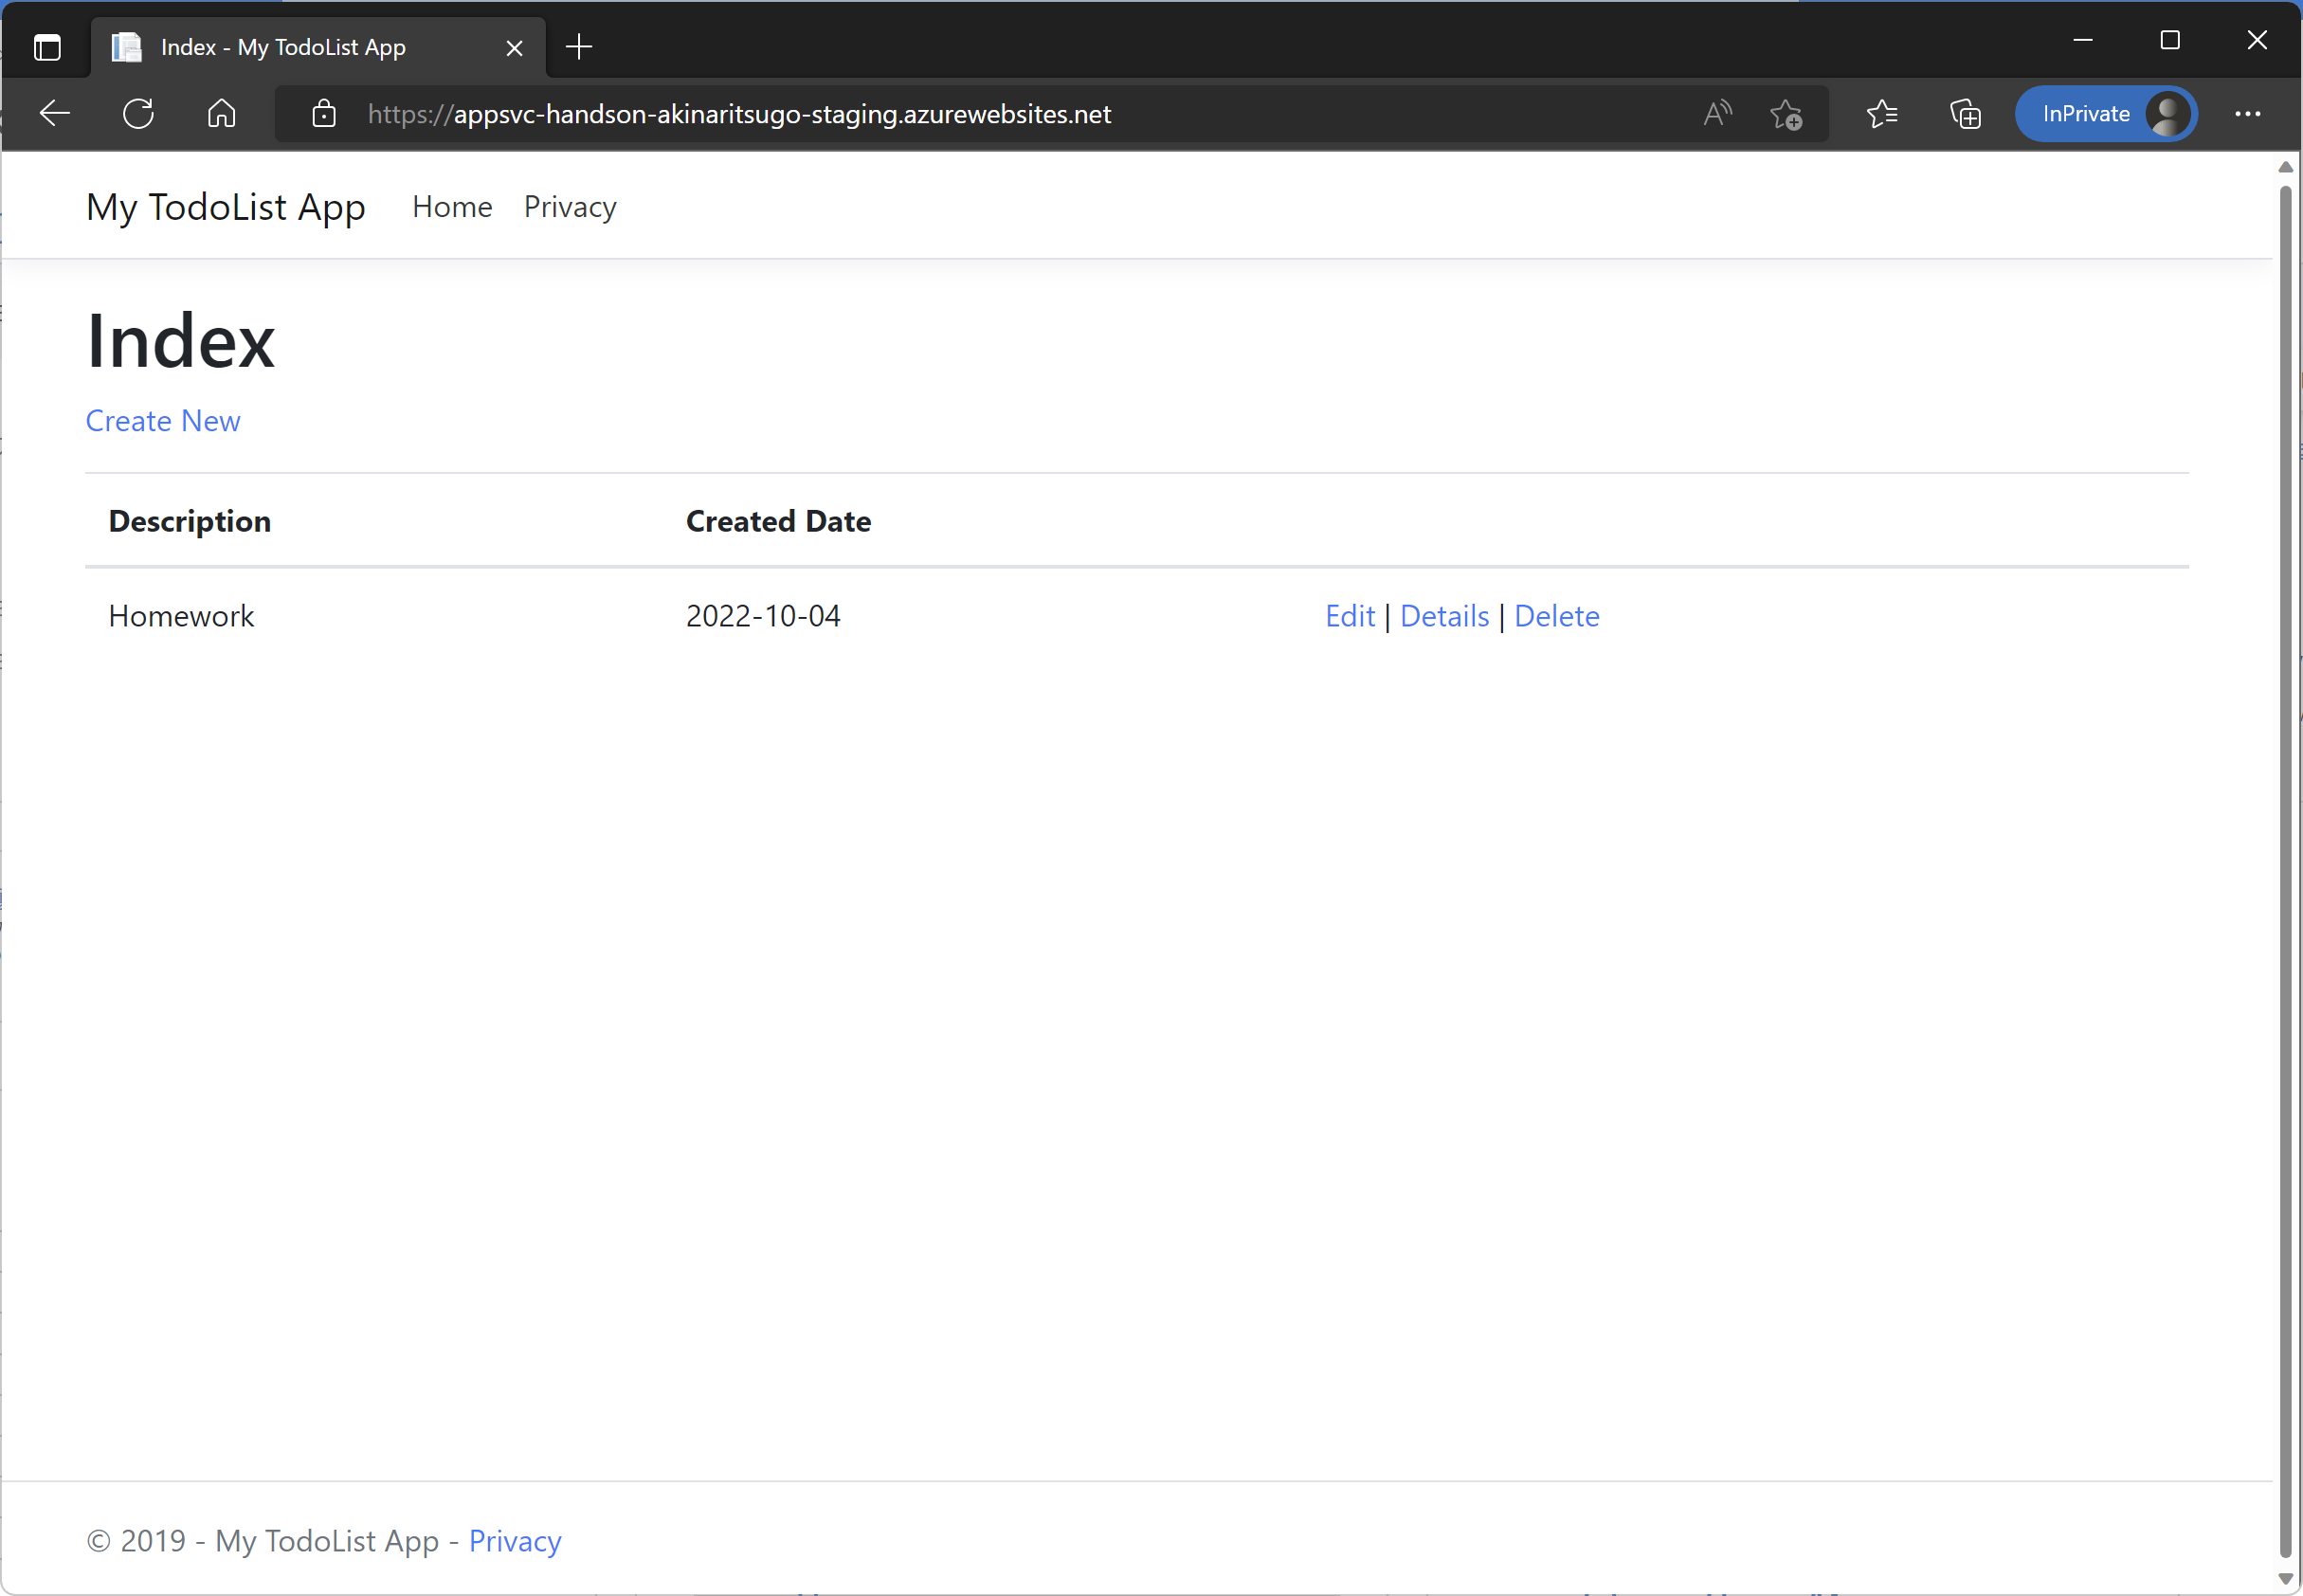 Index - My TodoList App
https://appsvc-handson-akinaritsugo-staging.azurewebsites.net
InPrivate
My TodoList App Home Privacy
Index
Create New
Description Created Date
Homework 2022-10-04 Edit | Details | Delete
© 2019 - My TodoList App - Privacy